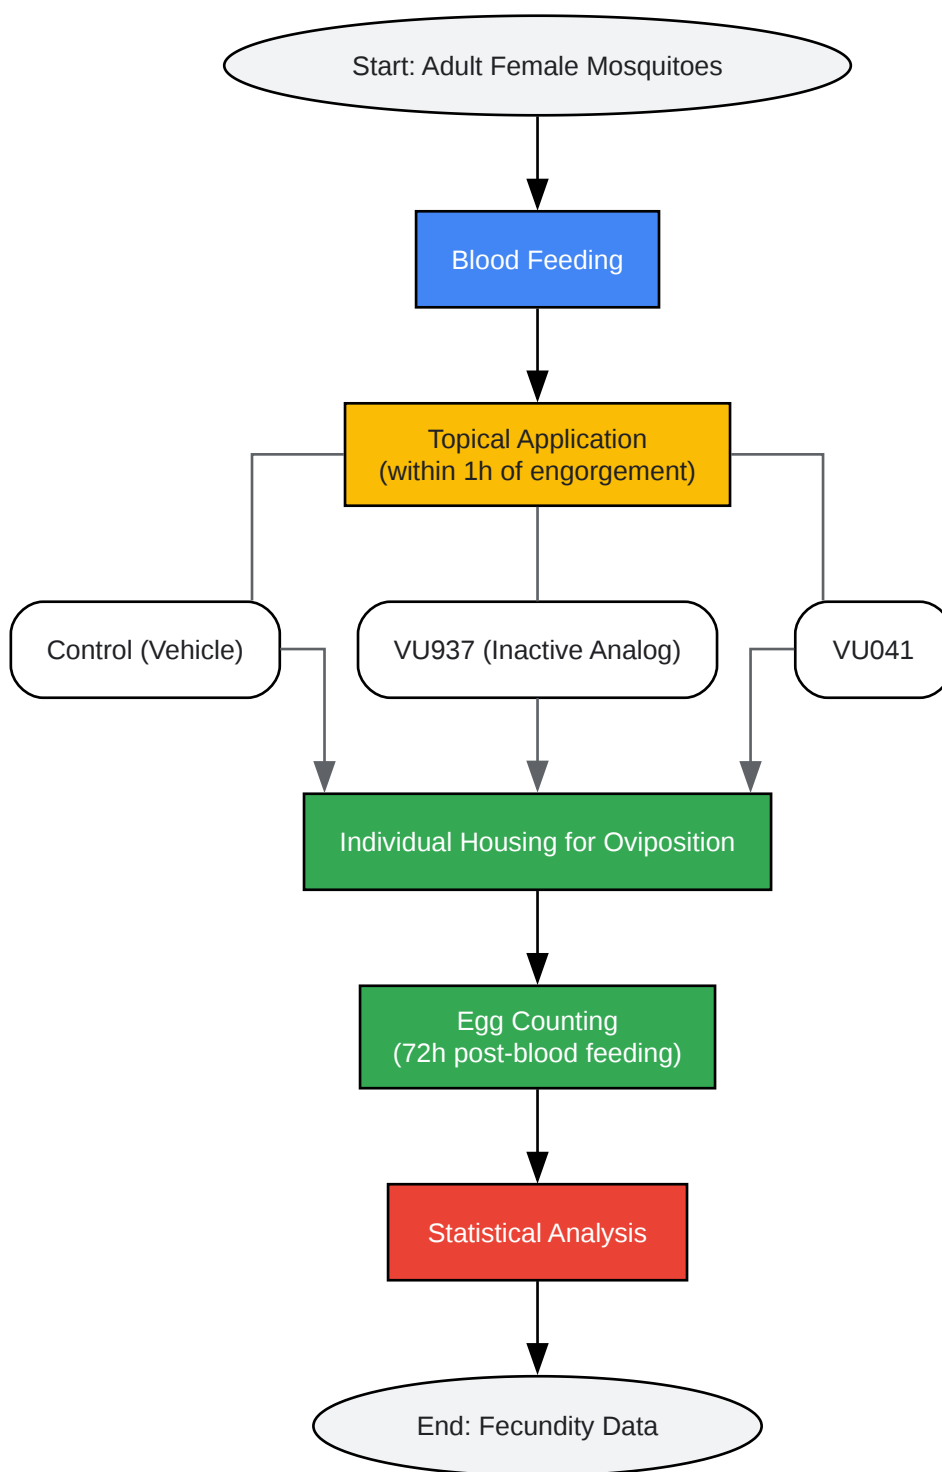 Start: Adult Female Mosquitoes
Blood Feeding
Topical Application
(within 1h of engorgement)
Control (Vehicle)
VU937 (Inactive Analog)
VU041
Individual Housing for Oviposition
Egg Counting
(72h post-blood feeding)
Statistical Analysis
End: Fecundity Data